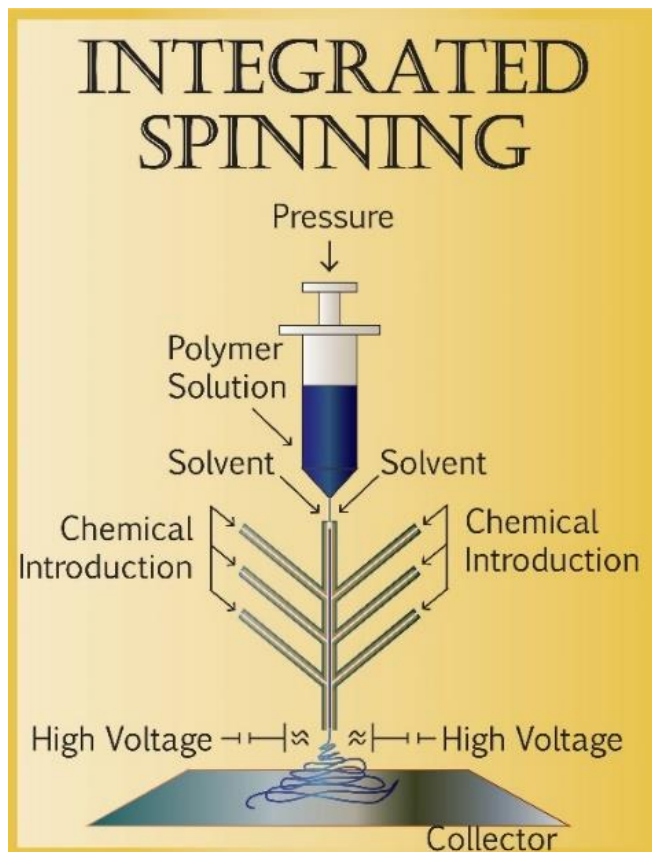 INTEGRATED
SPINNING
Pressure
Polymer
Solution
Solvent
Solvent
Chemical
Introduction
Chemical
Introduction
High Voltage
High Voltage
Collector